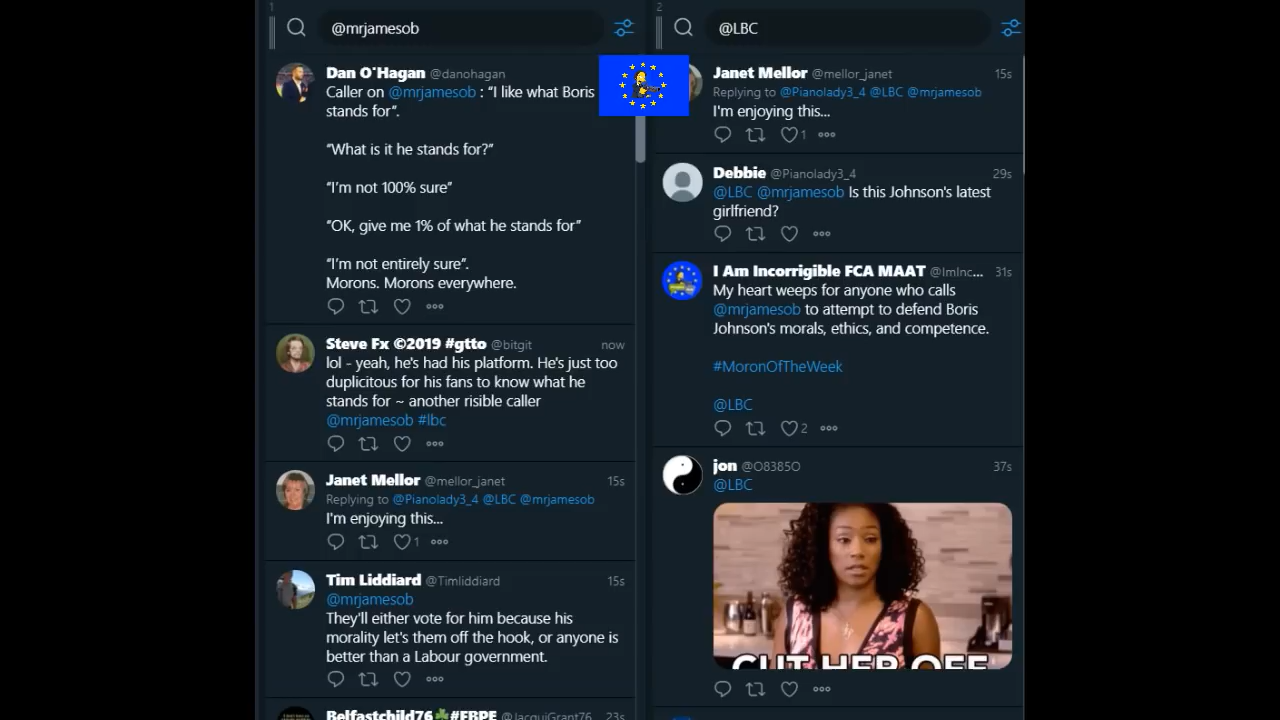 1
@mrjamesob
Dan O'Hagan @danohagan
Caller on @mrjamesob : “I like what Boris
stands for”.
“What is it he stands for?”
“I’m not 100% sure”
“OK, give me 1% of what he stands for”
“I’m not entirely sure”.
Morons. Morons everywhere.
Steve Fx ©2019 #gtto @bitgit now
lol - yeah, he's had his platform. He's just too
duplicitous for his fans to know what he
stands for ~ another risible caller
@mrjamesob #lbc
Janet Mellor @mellor_janet 15s
Replying to @Pianolady3_4 @LBC @mrjamesob
I'm enjoying this...
1
Tim Liddiard @Timliddiard 15s
@mrjamesob
They'll either vote for him because his
morality let's them off the hook, or anyone is
better than a Labour government.
Belfastchild76☘#FBPE @JacquiGrant76 23s
2
@LBC
Janet Mellor @mellor_janet 15s
Replying to @Pianolady3_4 @LBC @mrjamesob
I'm enjoying this...
1
Debbie @Pianolady3_4 29s
@LBC @mrjamesob Is this Johnson's latest
girlfriend?
I Am Incorrigible FCA MAAT @ImInc... 31s
My heart weeps for anyone who calls
@mrjamesob to attempt to defend Boris
Johnson's morals, ethics, and competence.
#MoronOfTheWeek
@LBC
2
jon @O8385O 37s
@LBC
CUT HER OFF